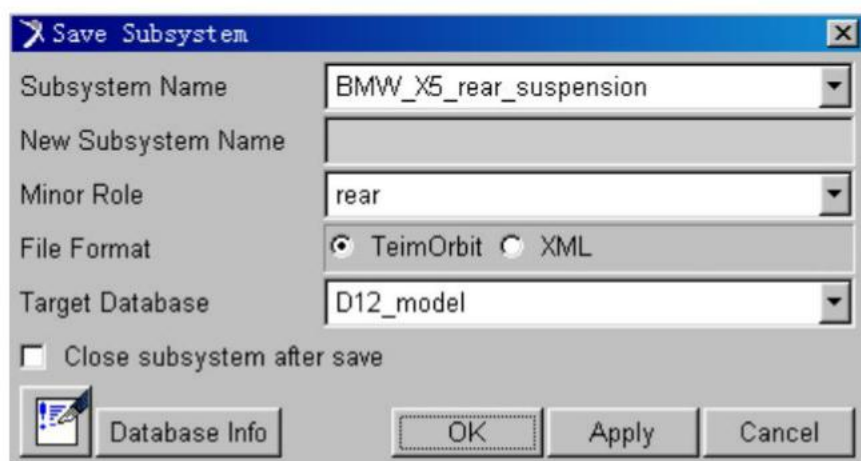 Save Subsystem
Subsystem Name BMW_X5_rear_suspension
New Subsystem Name
Minor Role rear
File Format TeimOrbit XML
Target Database D12_model
Close subsystem after save
Database Info OK Apply Cancel